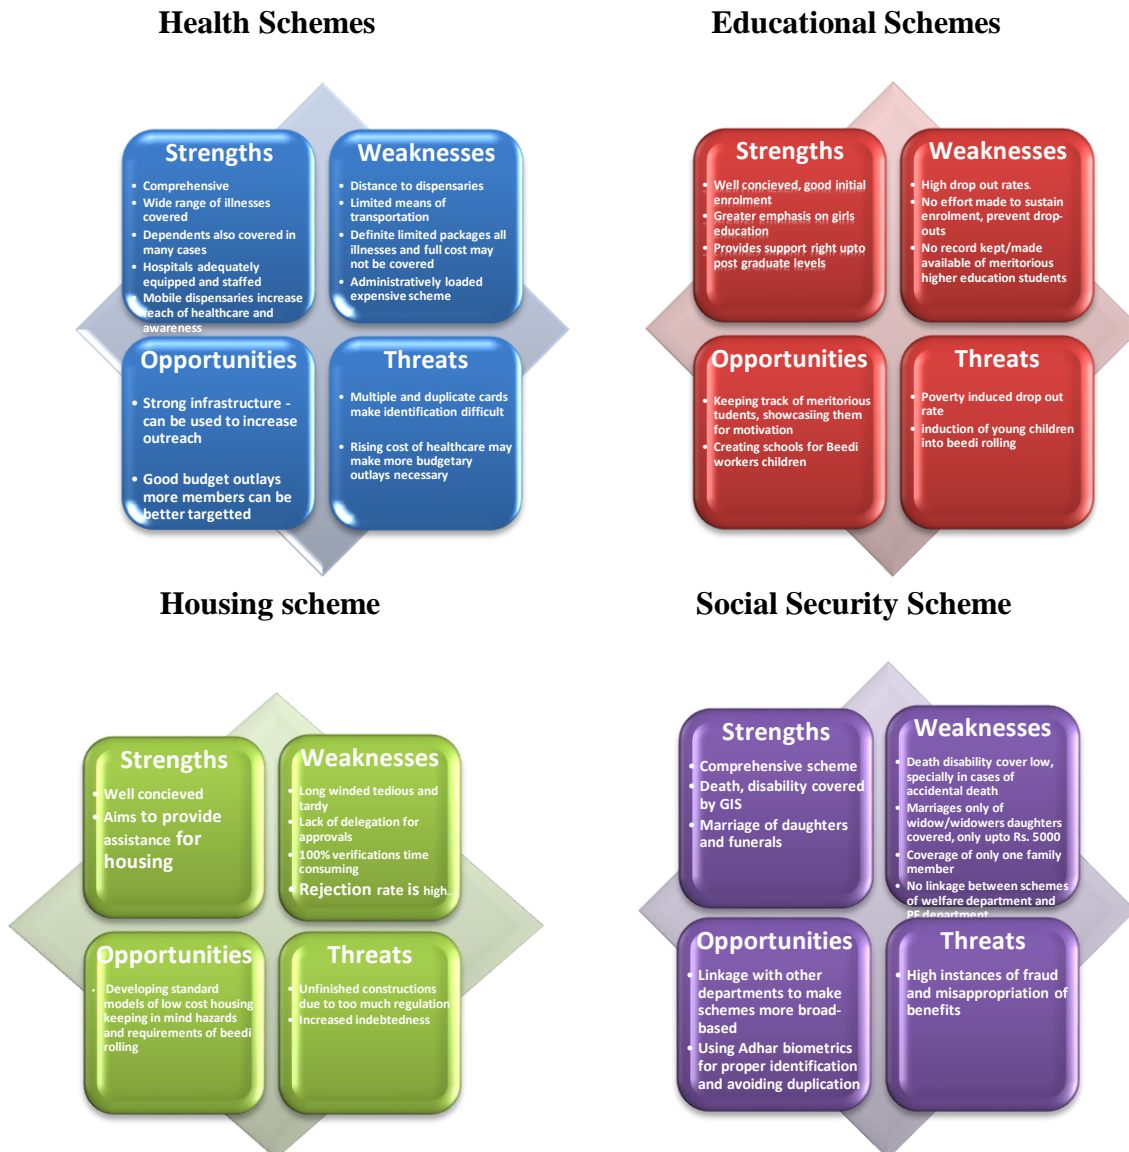 Health Schemes
Strengths
• Comprehensive
• Wide range of illnesses
covered
• Dependents also covered in
many cases
• Hospitals adequately
equipped and staffed
• Mobile dispensaries increase
reach of healthcare and
awareness
Weaknesses
• Distance to dispensaries
• Limited means of
transportation
• Definite limited packages all
illnesses and full cost may
not be covered
• Administratively loaded
expensive scheme
Opportunities
• Strong infrastructure -
can be used to increase
outreach
• Good budget outlays
more members can be
better targetted
Threats
• Multiple and duplicate cards
make identification difficult
• Rising cost of healthcare may
make more budgetary
outlays necessary
Educational Schemes
Strengths
• Well concieved, good initial
enrolment
• Greater emphasis on girls
education
• Provides support right upto
post graduate levels
Weaknesses
• High drop out rates.
• No effort made to sustain
enrolment, prevent drop-
outs
• No record kept/made
available of meritorious
higher education students
Opportunities
• Keeping track of meritorious
tudents, showcasiing them
for motivation
• Creating schools for Beedi
workers children
Threats
• Poverty induced drop out
rate
• induction of young children
into beedi rolling
Housing scheme
Strengths
• Well concieved
• Aims to provide
assistance for
housing
Weaknesses
• Long winded tedious and
tardy
• Lack of delegation for
approvals
• 100% verifications time
consuming
• Rejection rate is high.
Opportunities
• Developing standard
models of low cost housing
keeping in mind hazards
and requirements of beedi
rolling
Threats
• Unfinished constructions
due to too much regulation
• Increased indebtedness
Social Security Scheme
Strengths
• Comprehensive scheme
• Death, disability covered
by GIS
• Marriage of daughters
and funerals
Weaknesses
• Death disability cover low,
specially in cases of
accidental death
• Marriages only of
widow/widowers daughters
covered, only upto Rs. 5000
• Coverage of only one family
member
• No linkage between schemes
of welfare department and
PF department
Opportunities
• Linkage with other
departments to make
schemes more broad-
based
• Using Adhar biometrics
for proper identification
and avoiding duplication
Threats
• High instances of fraud
and misappropriation of
benefits